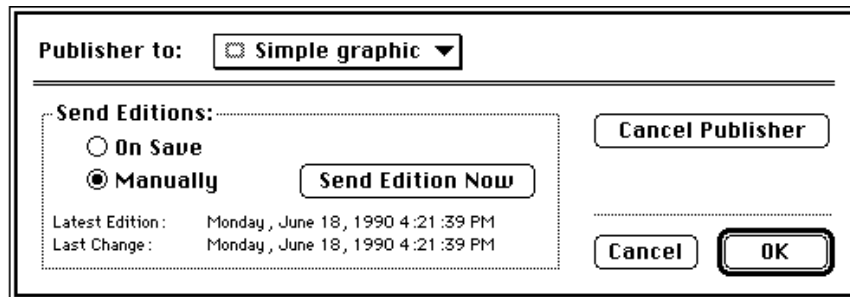 Publisher to: Simple graphic
Send Editions:
On Save
Cancel Publisher
Manually Send Edition Now
Latest Edition: Monday, June 18, 1990 4:21:39 PM
Last Change: Monday, June 18, 1990 4:21:39 PM
Cancel OK